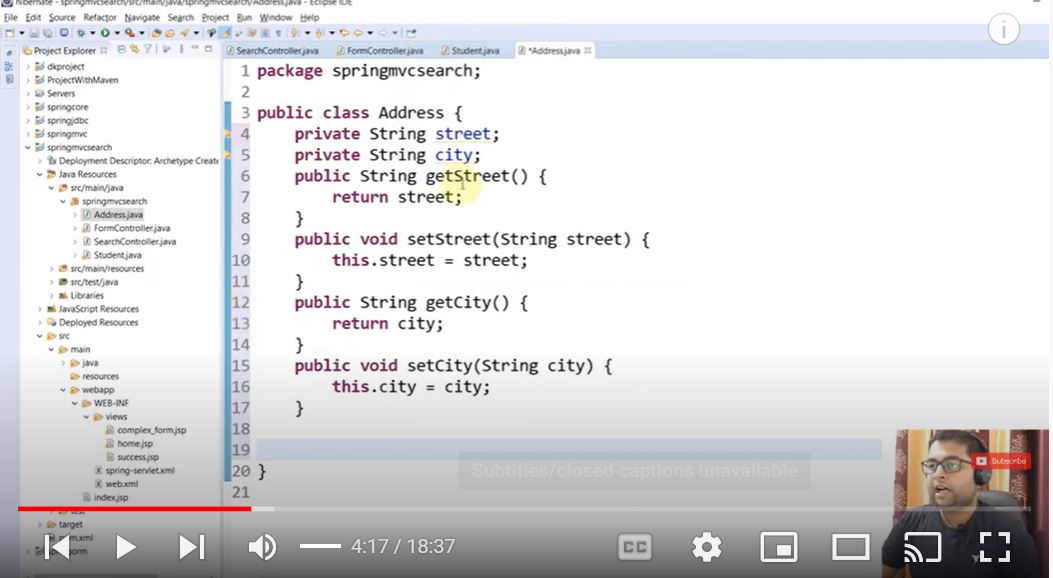 hibernate - springmvcsearch/src/main/java/springmvcsearch/Address.java - Eclipse IDE
File Edit Source Refactor Navigate Search Project Run Window Help
Project Explorer
SearchController.java
FormController.java
Student.java
*Address.java
dkproject
ProjectWithMaven
Servers
springcore
springjdbc
springmvc
springmvcsearch
Deployment Descriptor: Archetype Create
Java Resources
src/main/java
springmvcsearch
Address.java
FormController.java
SearchController.java
Student.java
src/main/resources
src/test/java
Libraries
JavaScript Resources
Deployed Resources
src
main
java
resources
webapp
WEB-INF
views
complex_form.jsp
home.jsp
success.jsp
spring-servlet.xml
web.xml
index.jsp
test
target
pom.xml
springorm
1 package springmvcsearch;
2
3 public class Address {
4 private String street;
5 private String city;
6 public String getStreet() {
7 return street;
8 }
9 public void setStreet(String street) {
10 this.street = street;
11 }
12 public String getCity() {
13 return city;
14 }
15 public void setCity(String city) {
16 this.city = city;
17 }
18
19
20 }
21
Subtitles/closed captions unavailable
Subscribe
4:17 / 18:37
CC